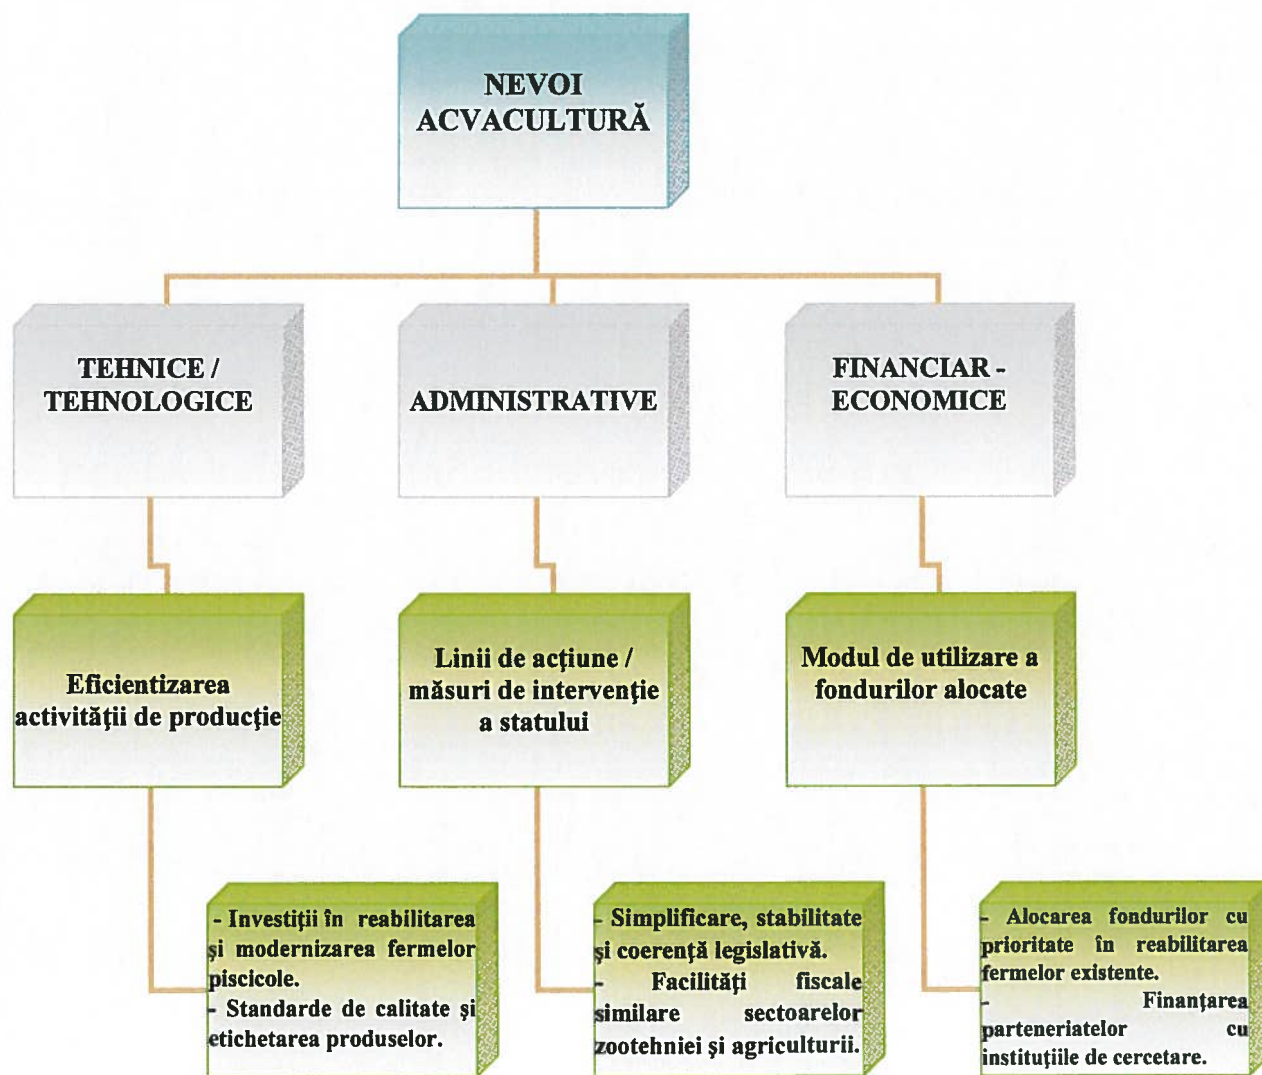 NEVOI
ACVACULTURĂ
TEHNICE /
TEHNOLOGICE
ADMINISTRATIVE
FINANCIAR -
ECONOMICE
Eficientizarea
activităţii de producţie
Linii de acţiune /
măsuri de intervenţie
a statului
Modul de utilizare a
fondurilor alocate
- Investiţii în reabilitarea
şi modernizarea fermelor
piscicole.
- Standarde de calitate şi
etichetarea produselor.
- Simplificare, stabilitate
şi coerenţă legislativă.
- Facilităţi fiscale
similare sectoarelor
zootehniei şi agriculturii.
- Alocarea fondurilor cu
prioritate în reabilitarea
fermelor existente.
- Finanţarea
parteneriatelor cu
instituţiile de cercetare.